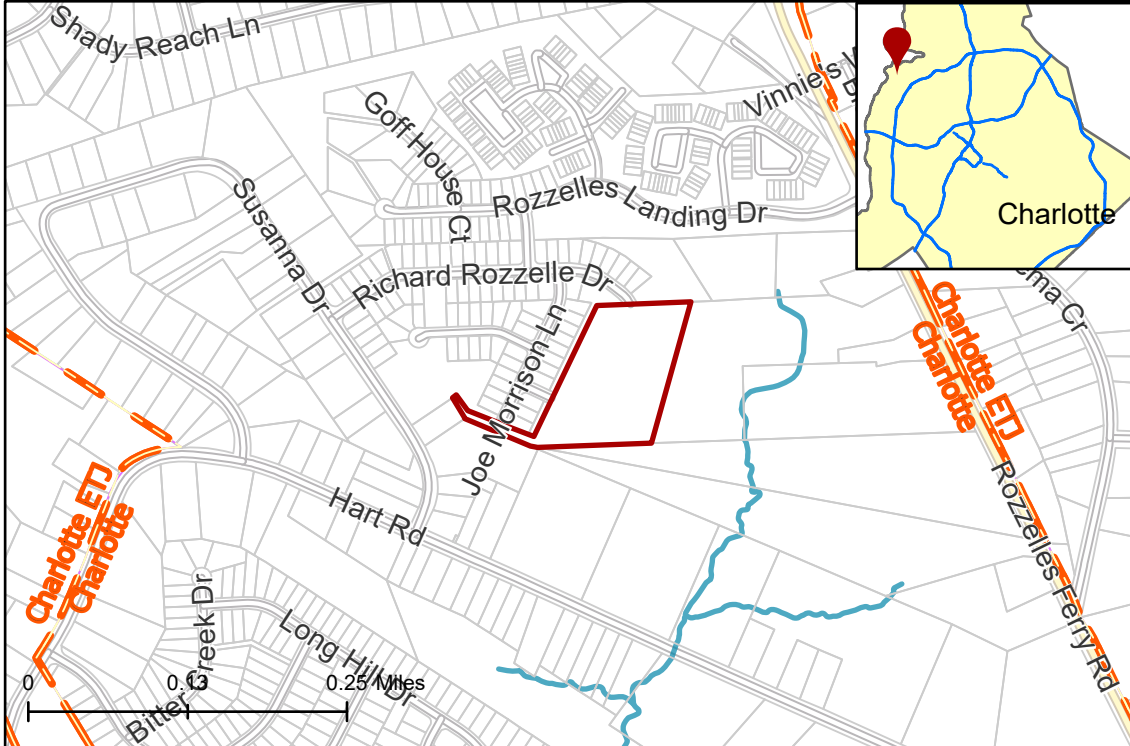 Shady Reach Ln
Vinnie's
Goff House Ct
Rozzelles Landing Dr
Susanna Dr
Richard Rozzelle Dr
Charlotte
Charlotte ETJ
Charlotte
Joe Morrison Ln
Hart Rd
Charlotte ETJ
Charlotte
Rozzelles Ferry Rd
Bitter Creek Dr
Long Hill Dr
0 0.13 0.25 Miles